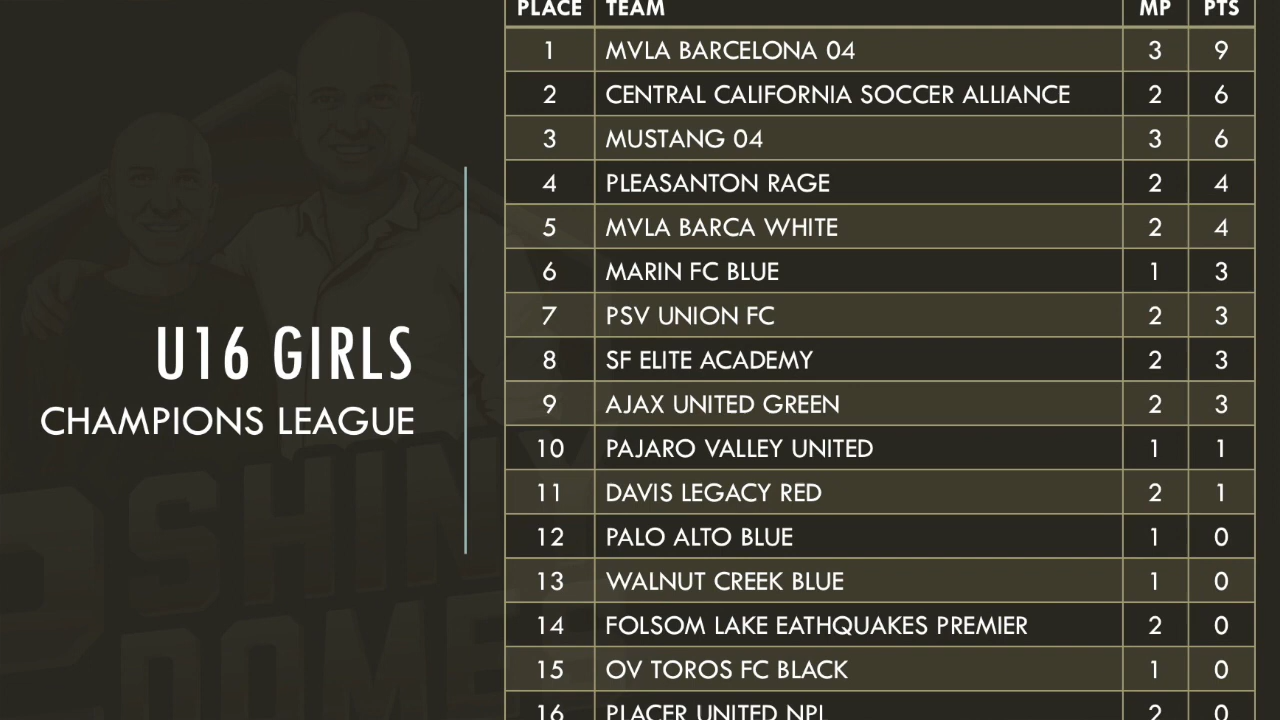 U16 GIRLS
CHAMPIONS LEAGUE
PLACE TEAM MP PTS
1 MVLA BARCELONA 04 3 9
2 CENTRAL CALIFORNIA SOCCER ALLIANCE 2 6
3 MUSTANG 04 3 6
4 PLEASANTON RAGE 2 4
5 MVLA BARCA WHITE 2 4
6 MARIN FC BLUE 1 3
7 PSV UNION FC 2 3
8 SF ELITE ACADEMY 2 3
9 AJAX UNITED GREEN 2 3
10 PAJARO VALLEY UNITED 1 1
11 DAVIS LEGACY RED 2 1
12 PALO ALTO BLUE 1 0
13 WALNUT CREEK BLUE 1 0
14 FOLSOM LAKE EATHQUAKES PREMIER 2 0
15 OV TOROS FC BLACK 1 0
16 PLACER UNITED NPL 2 0
2 SHINY
DOMES